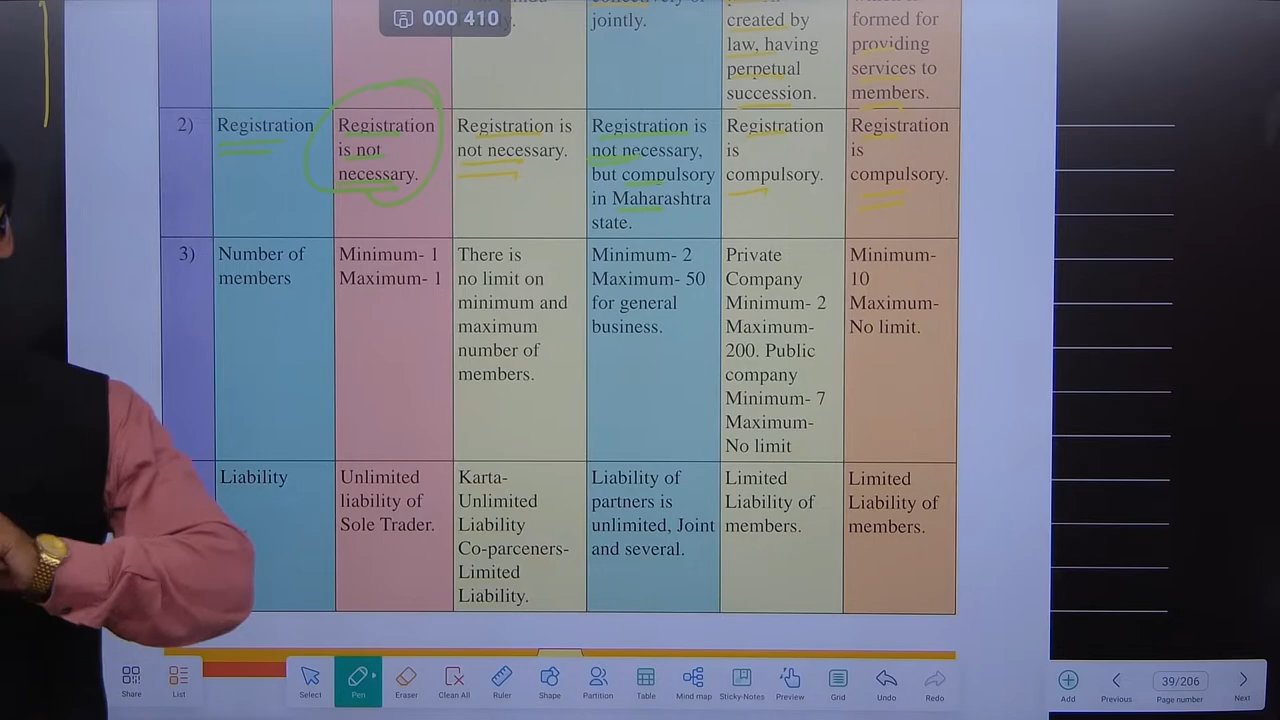 000 410
jointly.
created by
law, having
perpetual
succession.
formed for
providing
services to
members.
2)
Registration
Registration
is not
necessary.
Registration is
not necessary.
Registration is
not necessary,
but compulsory
in Maharashtra
state.
Registration
is
compulsory.
Registration
is
compulsory.
3)
Number of
members
Minimum- 1
Maximum- 1
There is
no limit on
minimum and
maximum
number of
members.
Minimum- 2
Maximum- 50
for general
business.
Private
Company
Minimum- 2
Maximum-
200. Public
company
Minimum- 7
Maximum-
No limit
Minimum-
10
Maximum-
No limit.
Liability
Unlimited
liability of
Sole Trader.
Karta-
Unlimited
Liability
Co-parceners-
Limited
Liability.
Liability of
partners is
unlimited, Joint
and several.
Limited
Liability of
members.
Limited
Liability of
members.
Share
List
Select
Pen
Eraser
Clean All
Ruler
Shape
Partition
Table
Mind map
Sticky-Notes
Preview
Grid
Undo
Redo
Add
Previous
39/206
Page number
Next